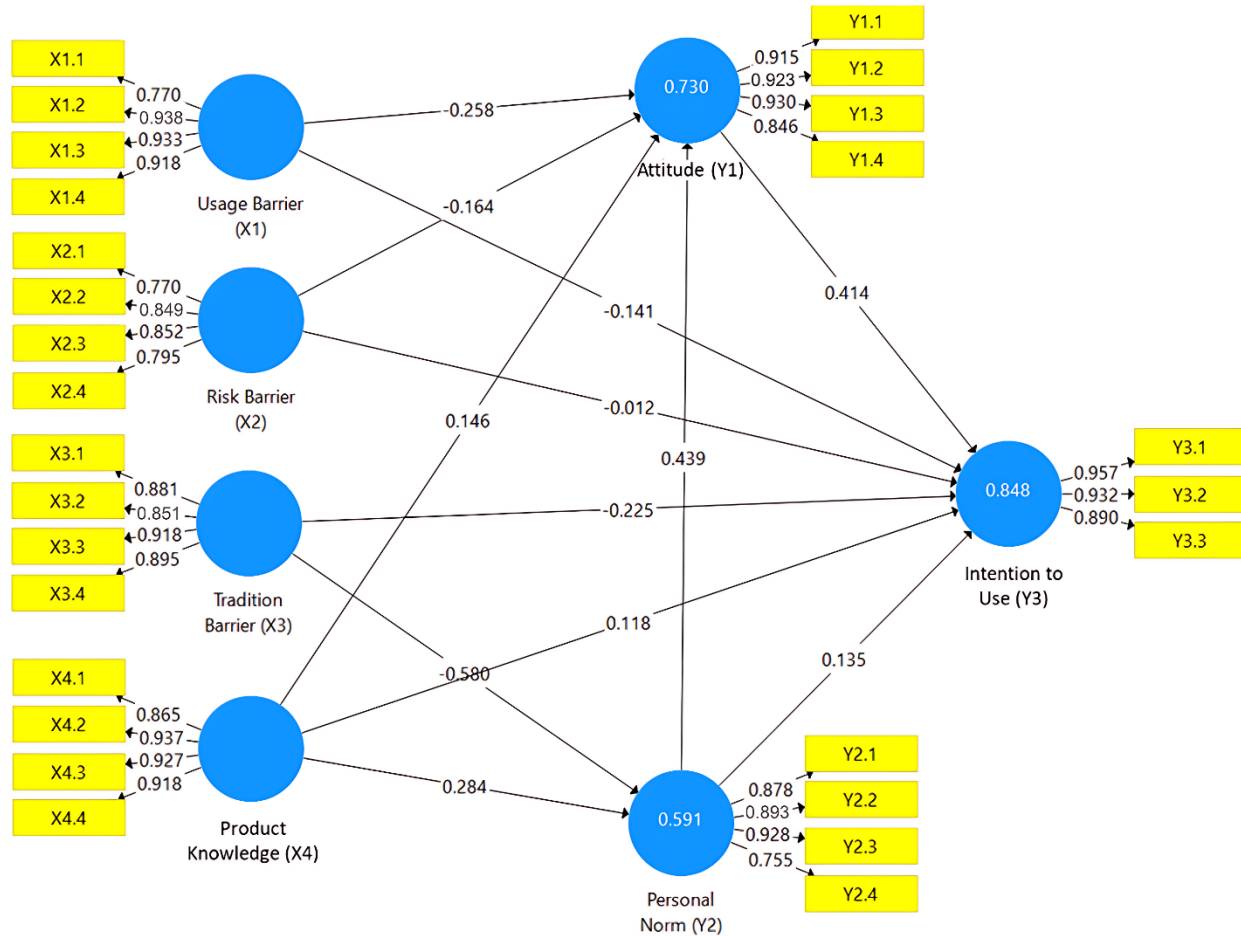 X1.1
X1.2
X1.3
X1.4
0.770
0.938
0.933
0.918
Usage Barrier
(X1)
X2.1
X2.2
X2.3
X2.4
0.770
0.849
0.852
0.795
Risk Barrier
(X2)
X3.1
X3.2
X3.3
X3.4
0.881
0.851
0.918
0.895
Tradition
Barrier (X3)
X4.1
X4.2
X4.3
X4.4
0.865
0.937
0.927
0.918
Product
Knowledge (X4)
-0.258
-0.164
-0.141
0.146
-0.012
-0.225
0.118
-0.580
0.284
0.439
0.414
0.135
0.730
Attitude (Y1)
0.915
0.923
0.930
0.846
Y1.1
Y1.2
Y1.3
Y1.4
0.848
Intention to
Use (Y3)
0.957
0.932
0.890
Y3.1
Y3.2
Y3.3
0.591
Personal
Norm (Y2)
0.878
0.893
0.928
0.755
Y2.1
Y2.2
Y2.3
Y2.4